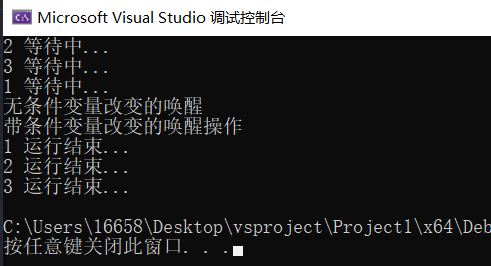 Microsoft Visual Studio 调试控制台
2 等待中...
3 等待中...
1 等待中...
无条件变量改变的唤醒
带条件变量改变的唤醒操作
1 运行结束...
2 运行结束...
3 运行结束...
C:\Users\16658\Desktop\vsproject\Project1\x64\Deb
按任意键关闭此窗口. . .